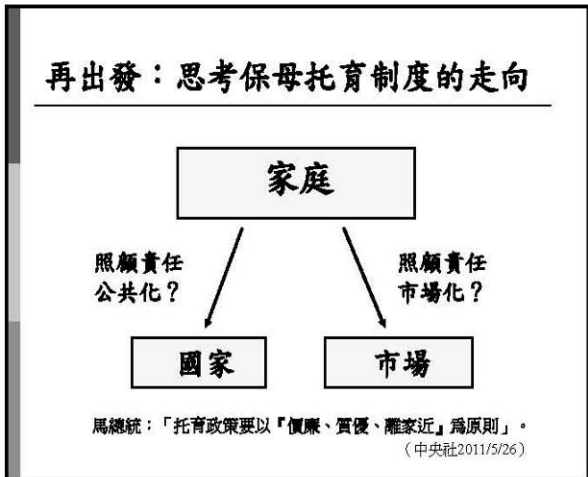 再出發：思考保母托育制度的走向
家庭
照顧責任
公共化？
照顧責任
市場化？
國家
市場
馬總統：「托育政策要以『價廉、質優、離家近』為原則」。
（中央社2011/5/26）